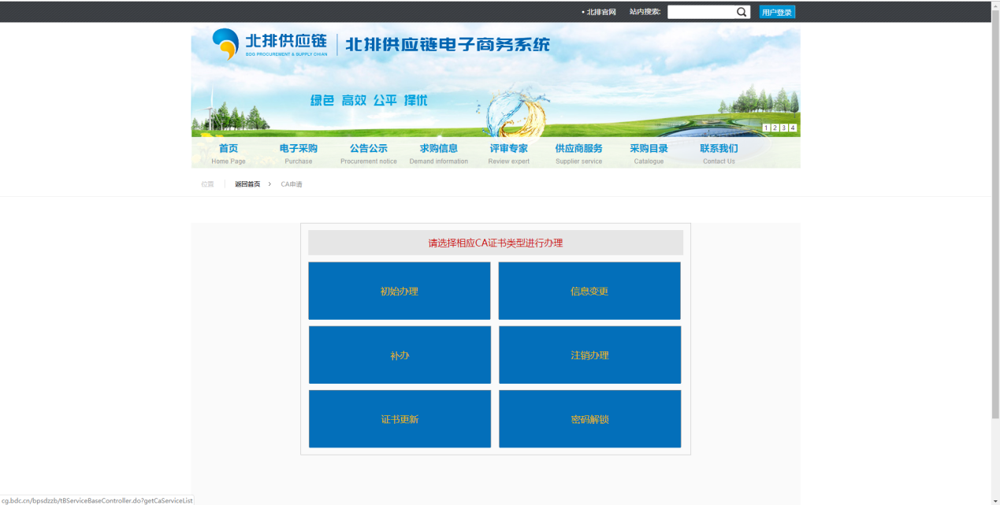 • 北排官网 站内搜索: 用户登录
北排供应链 北排供应链电子商务系统
BDG PROCUREMENT & SUPPLY CHIAN
绿色 高效 公平 择优
1 2 3 4
首页 电子采购 公告公示 求购信息 评审专家 供应商服务 采购目录 联系我们
Home Page Purchase Procurement notice Demand information Review expert Supplier service Catalogue Contact Us
位置 返回首页 > CA申请
请选择相应CA证书类型进行办理
初始办理 信息变更
补办 注销办理
证书更新 密码解锁
cg.bdc.cn/bpsdzzb/tBServiceBaseController.do?getCaServiceList